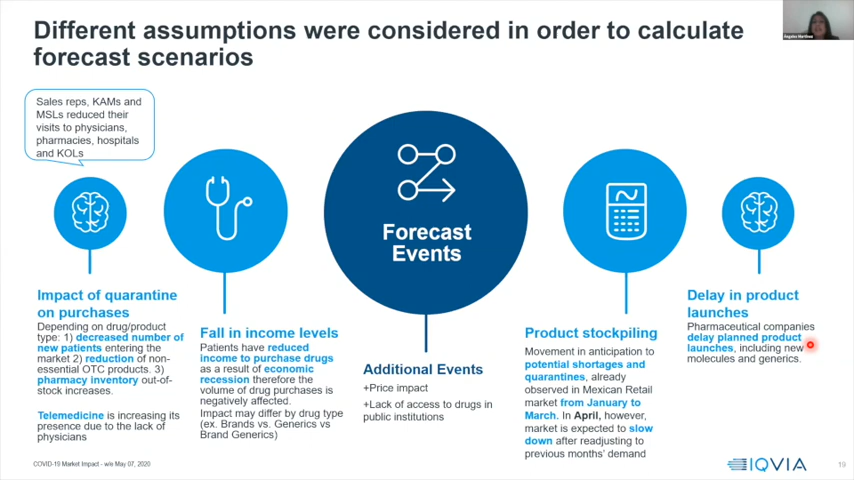 Different assumptions were considered in order to calculate
forecast scenarios
Sales reps, KAMs and
MSLs reduced their
visits to physicians,
pharmacies, hospitals
and KOLs
Forecast
Events
Impact of quarantine
on purchases
Depending on drug/product
type: 1) decreased number of
new patients entering the
market 2) reduction of non-
essential OTC products. 3)
pharmacy inventory out-of-
stock increases.
Telemedicine is increasing its
presence due to the lack of
physicians
Fall in income levels
Patients have reduced
income to purchase drugs
as a result of economic
recession therefore the
volume of drug purchases is
negatively affected.
Impact may differ by drug type
(ex. Brands vs. Generics vs
Brand Generics)
Additional Events
+Price impact
+Lack of access to drugs in
public institutions
Product stockpiling
Movement in anticipation to
potential shortages and
quarantines, already
observed in Mexican Retail
market from January to
March. In April, however,
market is expected to slow
down after readjusting to
previous months' demand
Delay in product
launches
Pharmaceutical companies
delay planned product
launches, including new
molecules and generics.
COVID-19 Market Impact - w/e May 07, 2020
IQVIA
19
Angeles Martinez